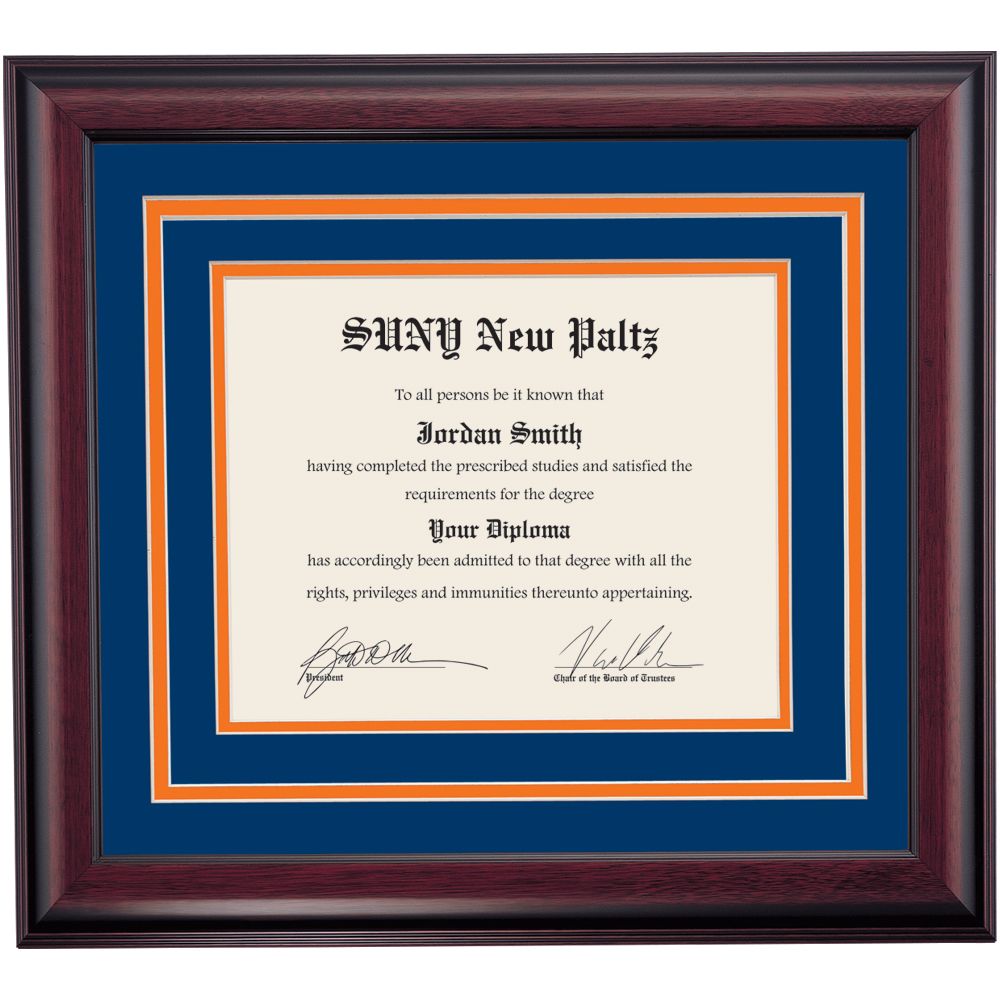 SUNY New Paltz
To all persons be it known that
Jordan Smith
having completed the prescribed studies and satisfied the
requirements for the degree
Your Diploma
has accordingly been admitted to that degree with all the
rights, privileges and immunities thereunto appertaining.
President
Chair of the Board of Trustees